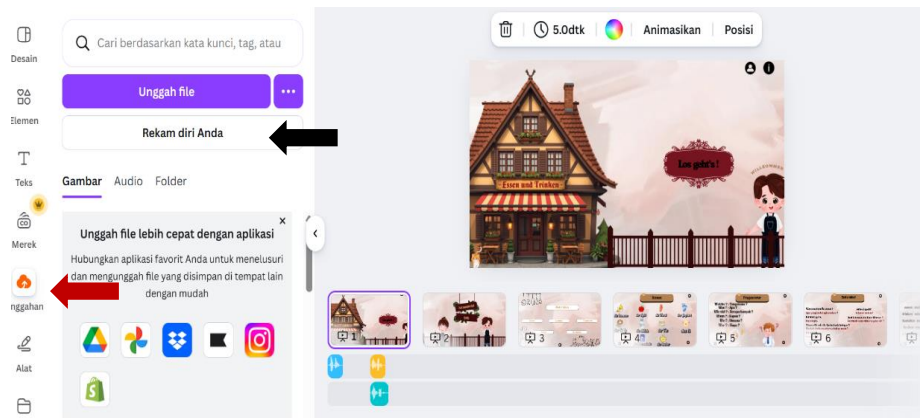 Desain
Elemen
Teks
Merek
nggahan
Alat
Cari berdasarkan kata kunci, tag, atau
Unggah file
Rekam diri Anda
Gambar Audio Folder
Unggah file lebih cepat dengan aplikasi
Hubungkan aplikasi favorit Anda untuk menelusuri
dan mengunggah file yang disimpan di tempat lain
dengan mudah
5.0dtk Animasikan Posisi
Essen und Trinken
Los geht's !
WILLKOMMEN
1
2
3
4
5
6